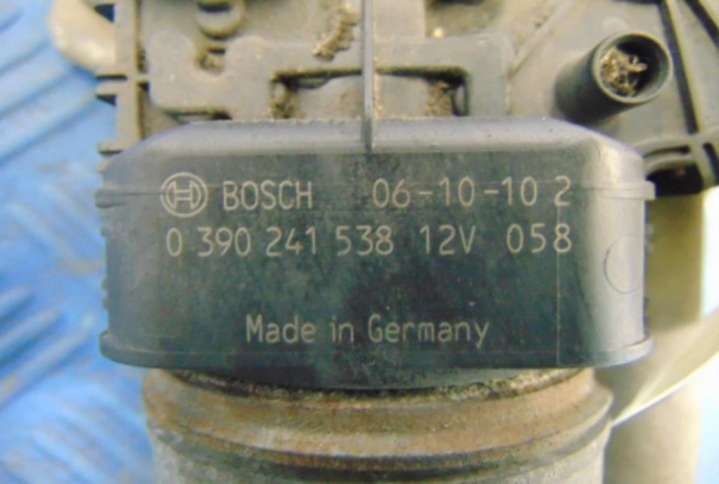 BOSCH 06-10-10 2
0 390 241 538 12V 058
Made in Germany